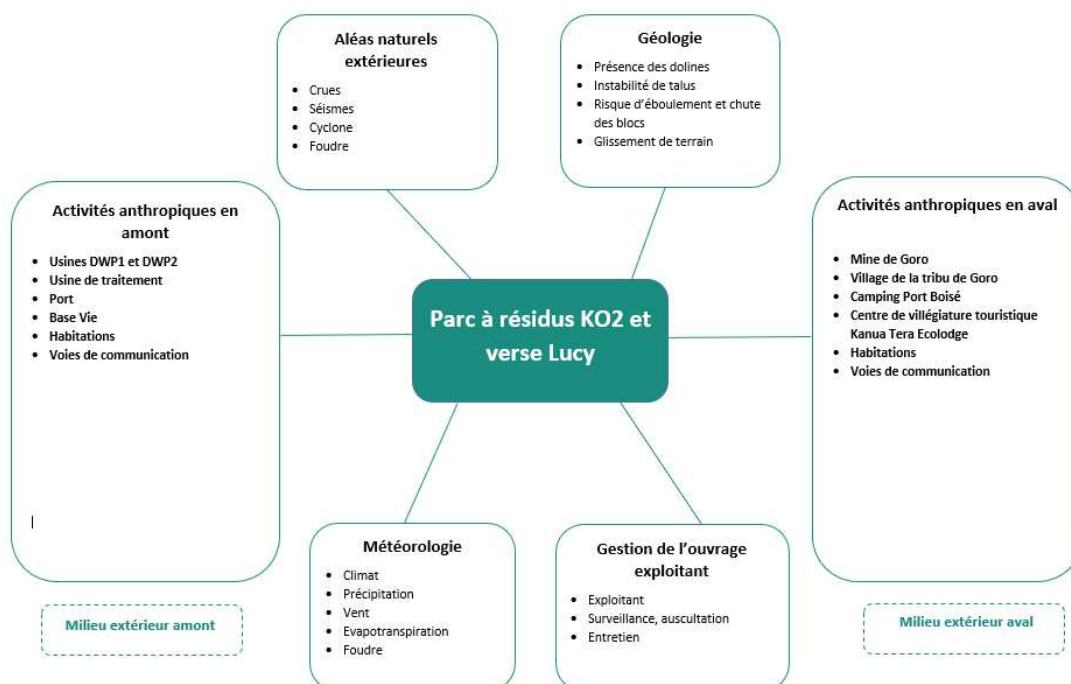 Aléas naturels
extérieures
• Crues
• Séismes
• Cyclone
• Foudre
Géologie
• Présence des dolines
• Instabilité de talus
• Risque d'éboulement et chute
des blocs
• Glissement de terrain
Activités anthropiques en
amont
• Usines DWP1 et DWP2
• Usine de traitement
• Port
• Base Vie
• Habitations
• Voies de communication
Parc à résidus KO2 et
verse Lucy
Activités anthropiques en aval
• Mine de Goro
• Village de la tribu de Goro
• Camping Port Boisé
• Centre de villégiature touristique
Kanua Tera Ecolodge
• Habitations
• Voies de communication
Météorologie
• Climat
• Précipitation
• Vent
• Evapotranspiration
• Foudre
Gestion de l'ouvrage
exploitant
• Exploitant
• Surveillance, auscultation
• Entretien
Milieu extérieur amont
Milieu extérieur aval